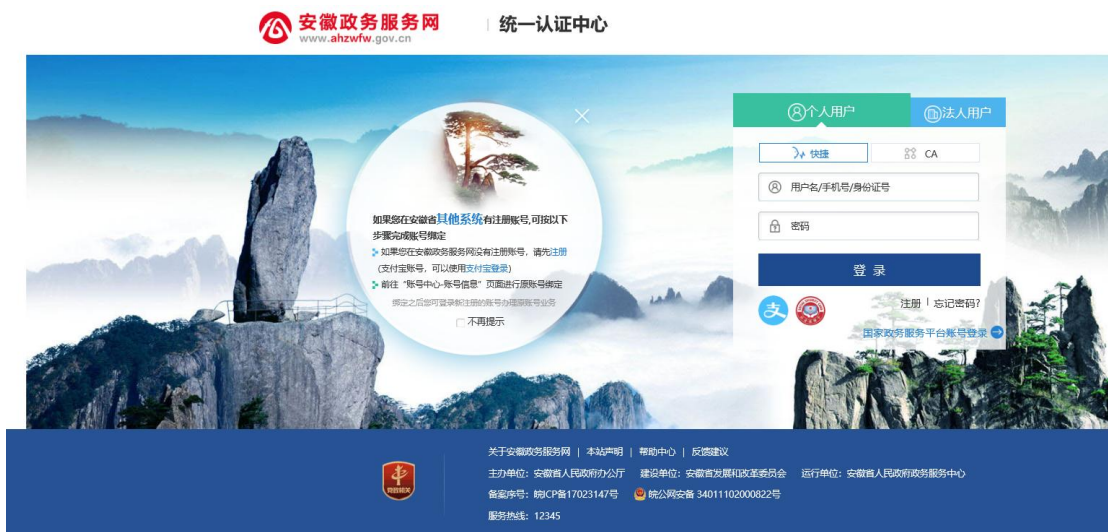 安徽政务服务网
www.ahzwfw.gov.cn
统一认证中心
个人用户
法人用户
快捷
CA
用户名/手机号/身份证号
密码
登 录
注册 | 忘记密码?
国家政务服务平台账号登录
如果您在安徽省其他系统有注册账号,可按以下
步骤完成账号绑定
如果您在安徽政务服务网没有注册账号，请先注册
(支付宝账号，可以使用支付宝登录)
前往“账号中心-账号信息”页面进行原账号绑定
绑定之后您可登录新注册的账号办理原账号业务
不再提示
支
党政机关
关于安徽政务服务网 | 本站声明 | 帮助中心 | 反馈建议
主办单位：安徽省人民政府办公厅 建设单位：安徽省发展和改革委员会 运行单位：安徽省人民政府政务服务中心
备案序号：皖ICP备17023147号 皖公网安备 34011102000822号
服务热线：12345